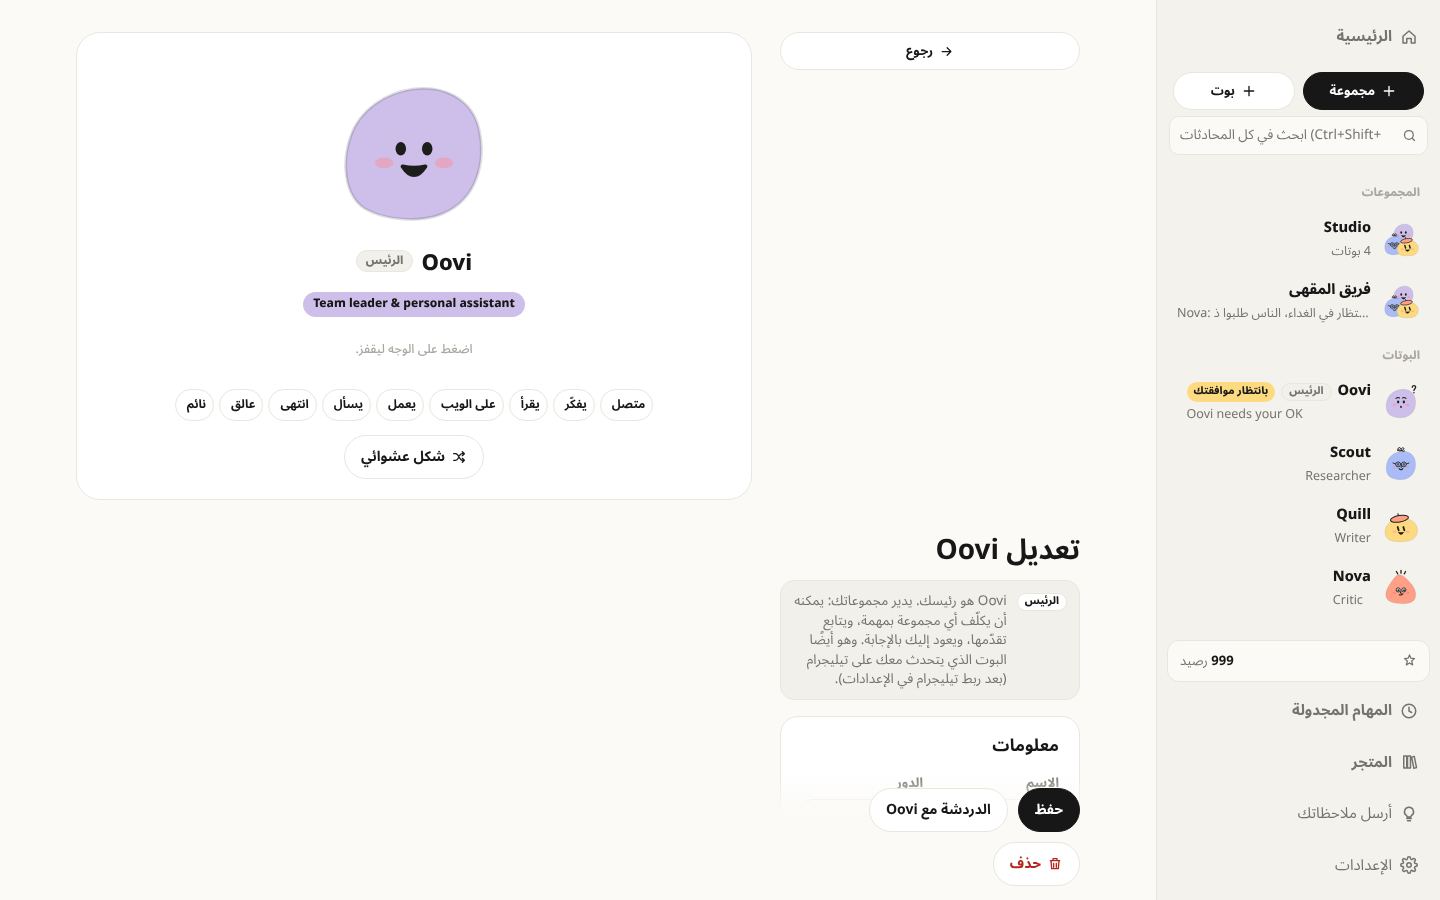 الرئيسية
مجموعة
بوت
ابحث في كل المحادثات (Ctrl+Shift+
المجموعات
Studio
4 بوتات
فريق المقهى
Nova: تظار في الغداء، الناس طلبوا ذ...
البوتات
Oovi الرئيس بانتظار موافقتك
Oovi needs your OK
Scout
Researcher
Quill
Writer
Nova
Critic
999 رصيد
المهام المجدولة
المتجر
أرسل ملاحظاتك
الإعدادات
رجوع
Oovi الرئيس
Team leader & personal assistant
اضغط على الوجه ليقفز.
متصل يفكّر يقرأ على الويب يعمل يسأل انتهى عالق نائم
شكل عشوائي
تعديل Oovi
الرئيس
Oovi هو رئيسك. يدير مجموعاتك: يمكنه
أن يكلّف أي مجموعة بمهمة، ويتابع
تقدّمها، ويعود إليك بالإجابة. وهو أيضًا
البوت الذي يتحدث معك على تيليجرام
(بعد ربط تيليجرام في الإعدادات).
معلومات
الاسم الدور
حفظ
الدردشة مع Oovi
حذف